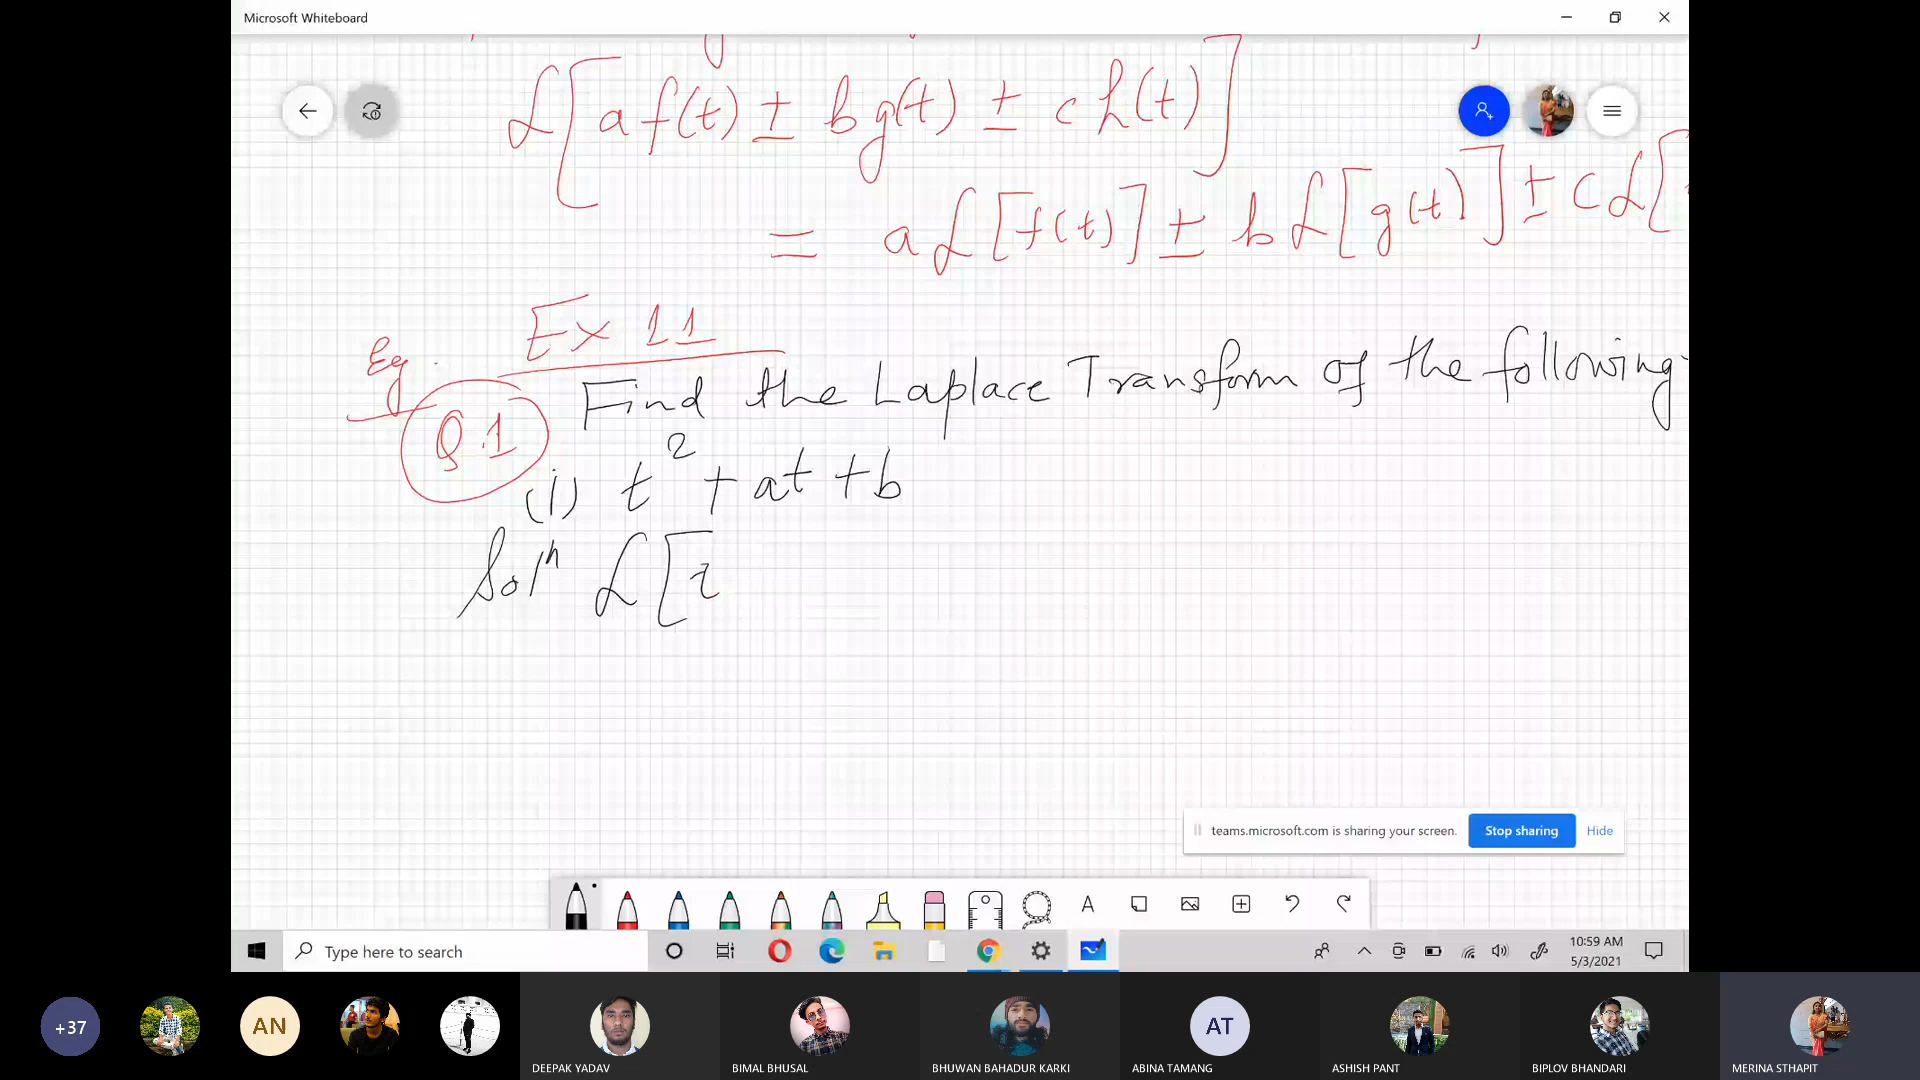 Microsoft Whiteboard
ℒ[af(t) ± bg(t) ± ch(t)]
= aℒ[f(t)] ± bℒ[g(t)] ± cℒ[
Eg
Ex 11
Q.1 Find the Laplace Transform of the following
(i) t² + at + b
Solⁿ ℒ[t
teams.microsoft.com is sharing your screen.
Stop sharing
Hide
Type here to search
10:59 AM
5/3/2021
+37
AN
AT
DEEPAK YADAV
BIMAL BHUSAL
BHUWAN BAHADUR KARKI
ABINA TAMANG
ASHISH PANT
BIPLOV BHANDARI
MERINA STHAPIT